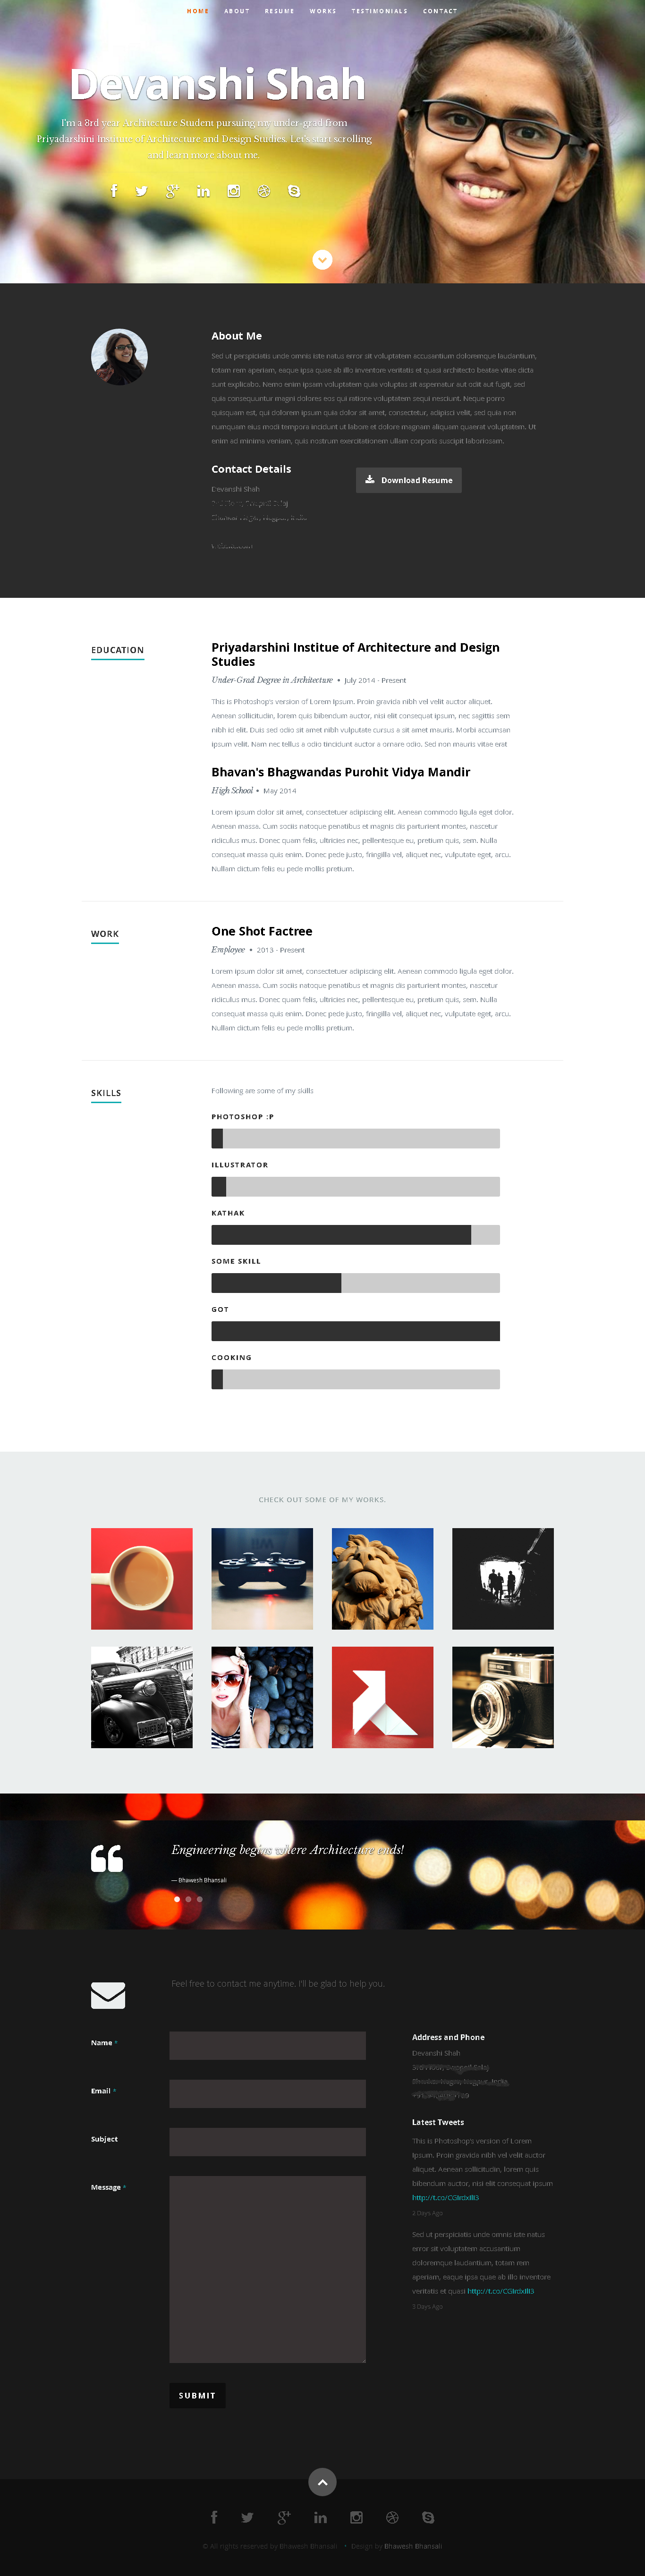 HOME ABOUT RESUME WORKS TESTIMONIALS CONTACT
Devanshi Shah
I'm a 3rd year Architecture Student pursuing my under-grad from
Priyadarshini Institute of Architecture and Design Studies. Let's start scrolling
and learn more about me.
About Me
Sed ut perspiciatis unde omnis iste natus error sit voluptatem accusantium doloremque laudantium,
totam rem aperiam, eaque ipsa quae ab illo inventore veritatis et quasi architecto beatae vitae dicta
sunt explicabo. Nemo enim ipsam voluptatem quia voluptas sit aspernatur aut odit aut fugit, sed
quia consequuntur magni dolores eos qui ratione voluptatem sequi nesciunt. Neque porro
quisquam est, qui dolorem ipsum quia dolor sit amet, consectetur, adipisci velit, sed quia non
numquam eius modi tempora incidunt ut labore et dolore magnam aliquam quaerat voluptatem. Ut
enim ad minima veniam, quis nostrum exercitationem ullam corporis suscipit laboriosam.
Contact Details
Devanshi Shah
Download Resume
EDUCATION
Priyadarshini Institue of Architecture and Design
Studies
Under-Grad Degree in Architecture • July 2014 - Present
This is Photoshop's version of Lorem Ipsum. Proin gravida nibh vel velit auctor aliquet.
Aenean sollicitudin, lorem quis bibendum auctor, nisi elit consequat ipsum, nec sagittis sem
nibh id elit. Duis sed odio sit amet nibh vulputate cursus a sit amet mauris. Morbi accumsan
ipsum velit. Nam nec tellus a odio tincidunt auctor a ornare odio. Sed non mauris vitae erat
Bhavan's Bhagwandas Purohit Vidya Mandir
High School • May 2014
Lorem ipsum dolor sit amet, consectetuer adipiscing elit. Aenean commodo ligula eget dolor.
Aenean massa. Cum sociis natoque penatibus et magnis dis parturient montes, nascetur
ridiculus mus. Donec quam felis, ultricies nec, pellentesque eu, pretium quis, sem. Nulla
consequat massa quis enim. Donec pede justo, fringilla vel, aliquet nec, vulputate eget, arcu.
Nullam dictum felis eu pede mollis pretium.
WORK
One Shot Factree
Employee • 2013 - Present
Lorem ipsum dolor sit amet, consectetuer adipiscing elit. Aenean commodo ligula eget dolor.
Aenean massa. Cum sociis natoque penatibus et magnis dis parturient montes, nascetur
ridiculus mus. Donec quam felis, ultricies nec, pellentesque eu, pretium quis, sem. Nulla
consequat massa quis enim. Donec pede justo, fringilla vel, aliquet nec, vulputate eget, arcu.
Nullam dictum felis eu pede mollis pretium.
SKILLS
Following are some of my skills
PHOTOSHOP :P
ILLUSTRATOR
KATHAK
SOME SKILL
GOT
COOKING
CHECK OUT SOME OF MY WORKS.
Engineering begins where Architecture ends!
— Bhawesh Bhansali
Feel free to contact me anytime. I'll be glad to help you.
Name *
Email *
Subject
Message *
SUBMIT
Address and Phone
Devanshi Shah
Latest Tweets
This is Photoshop's version of Lorem
Ipsum. Proin gravida nibh vel velit auctor
aliquet. Aenean sollicitudin, lorem quis
bibendum auctor, nisi elit consequat ipsum
http://t.co/CGIrdxIlI3
2 Days Ago
Sed ut perspiciatis unde omnis iste natus
error sit voluptatem accusantium
doloremque laudantium, totam rem
aperiam, eaque ipsa quae ab illo inventore
veritatis et quasi http://t.co/CGIrdxIlI3
3 Days Ago
© All rights reserved by Bhawesh Bhansali • Design by Bhawesh Bhansali